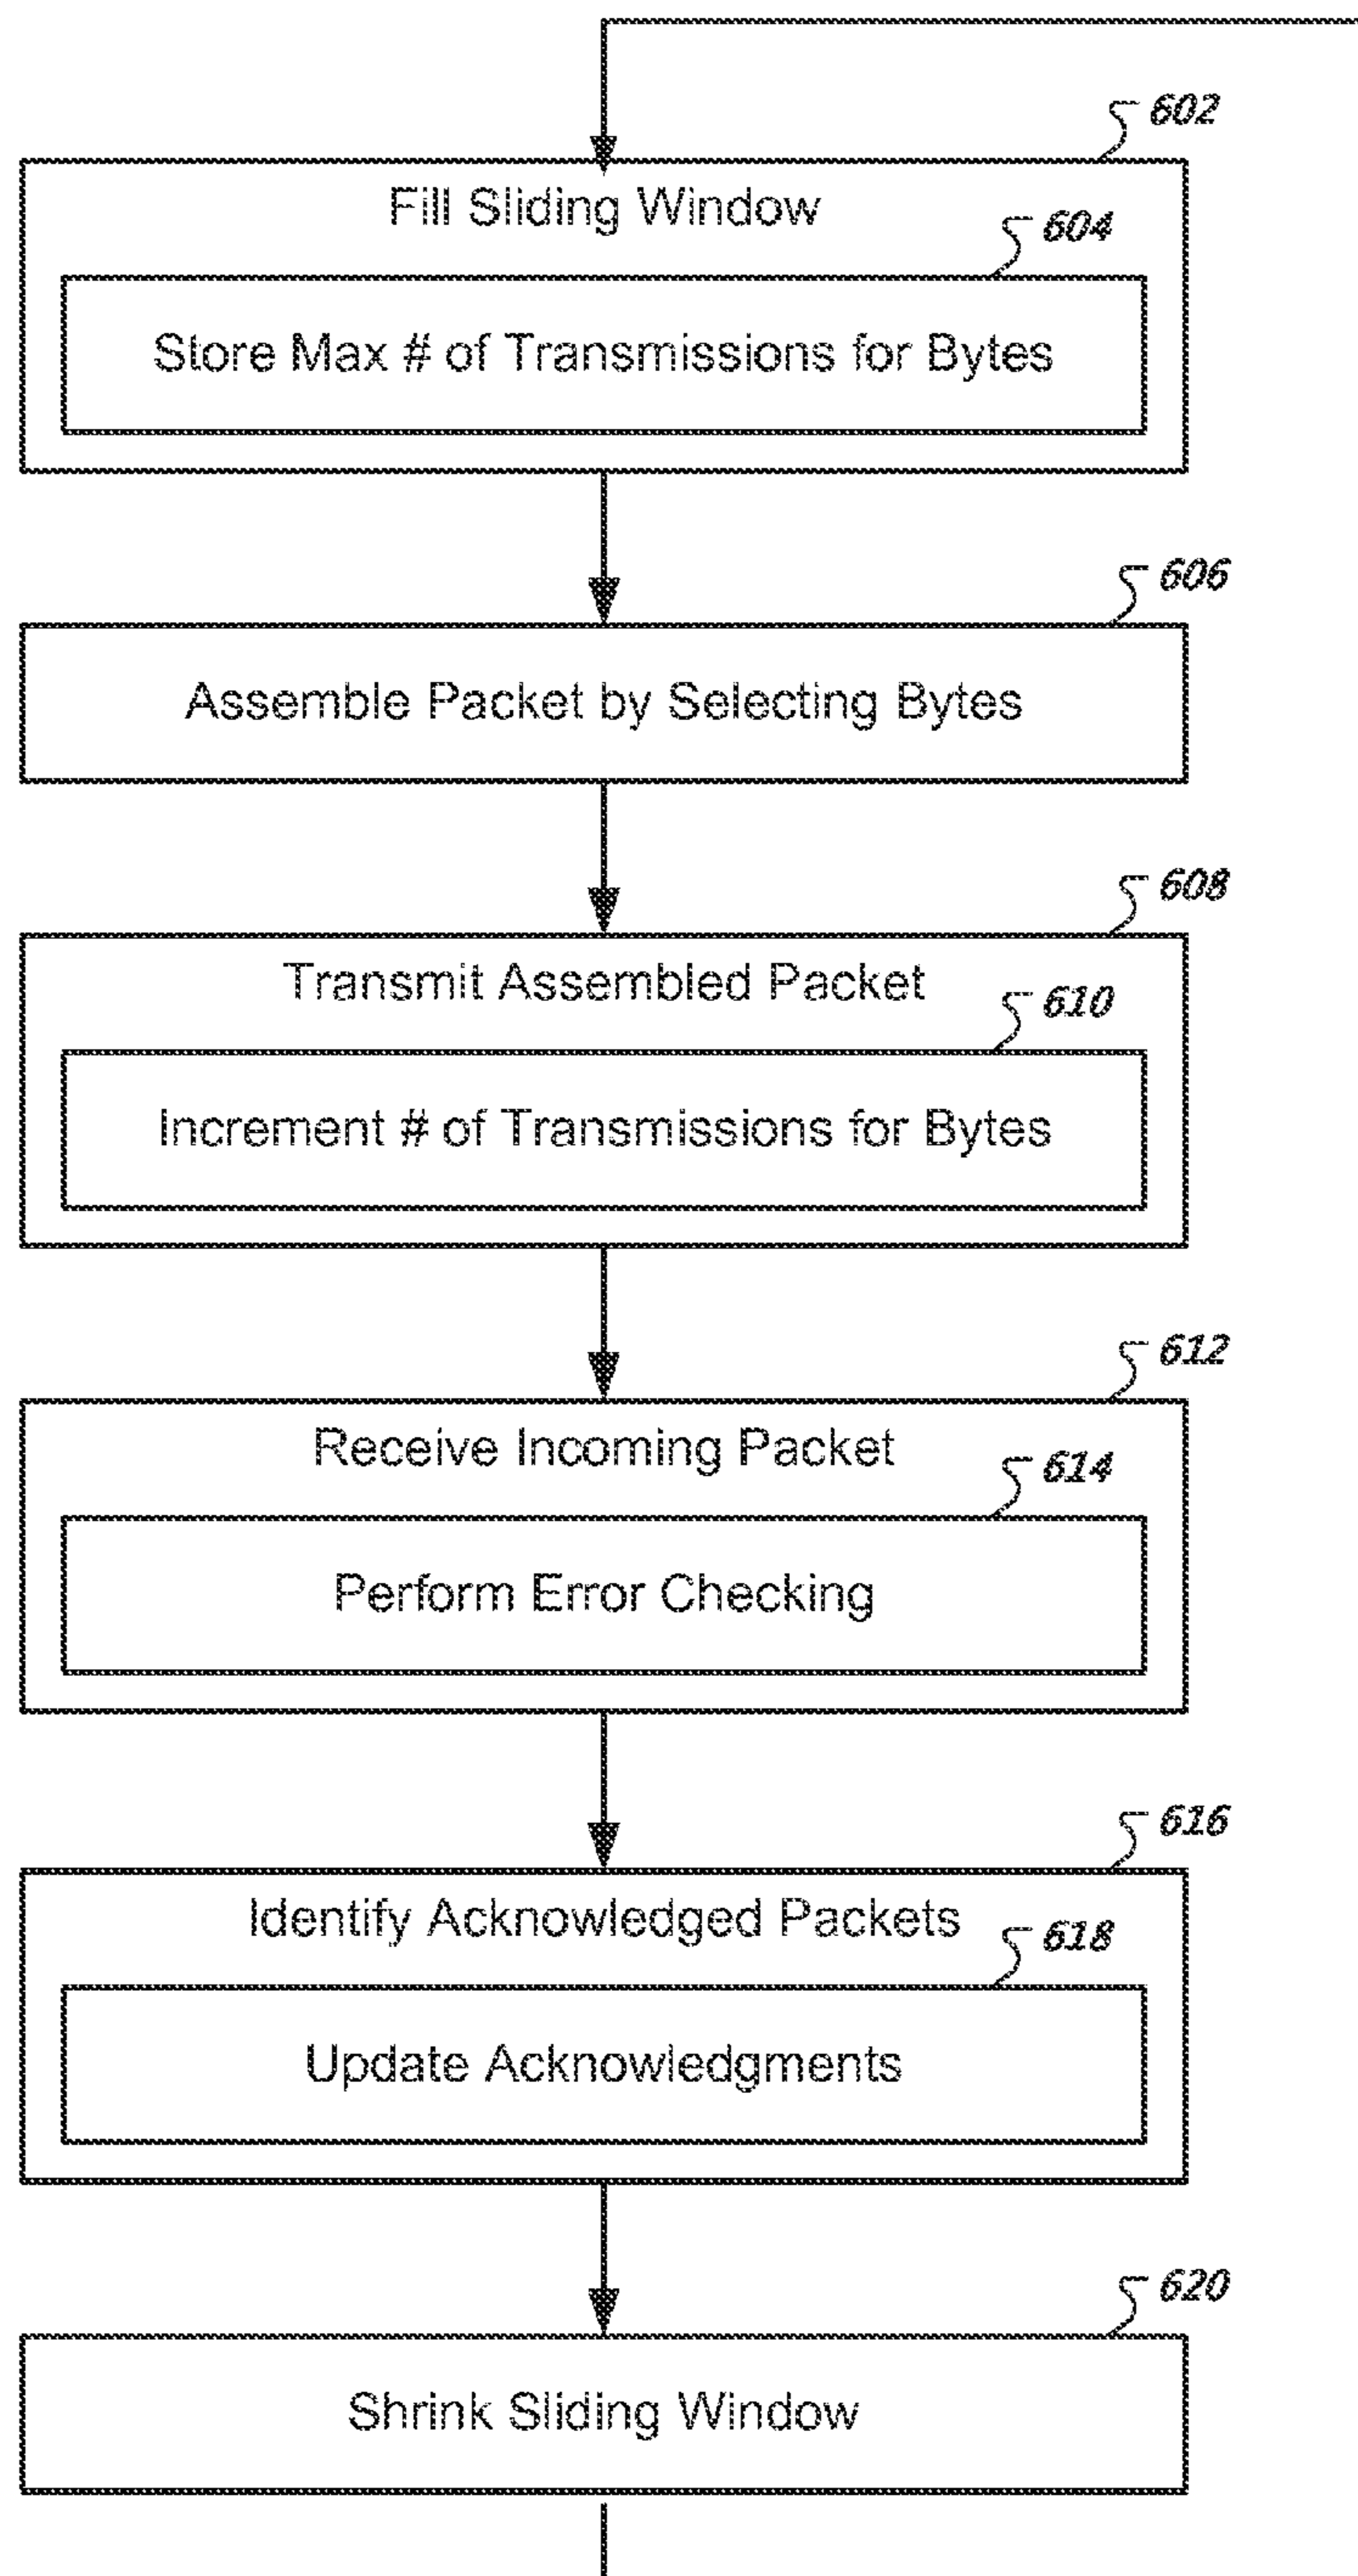 602
Fill Sliding Window
604
Store Max # of Transmissions for Bytes
606
Assemble Packet by Selecting Bytes
608
Transmit Assembled Packet
610
Increment # of Transmissions for Bytes
612
Receive Incoming Packet
614
Perform Error Checking
616
Identify Acknowledged Packets
618
Update Acknowledgments
620
Shrink Sliding Window